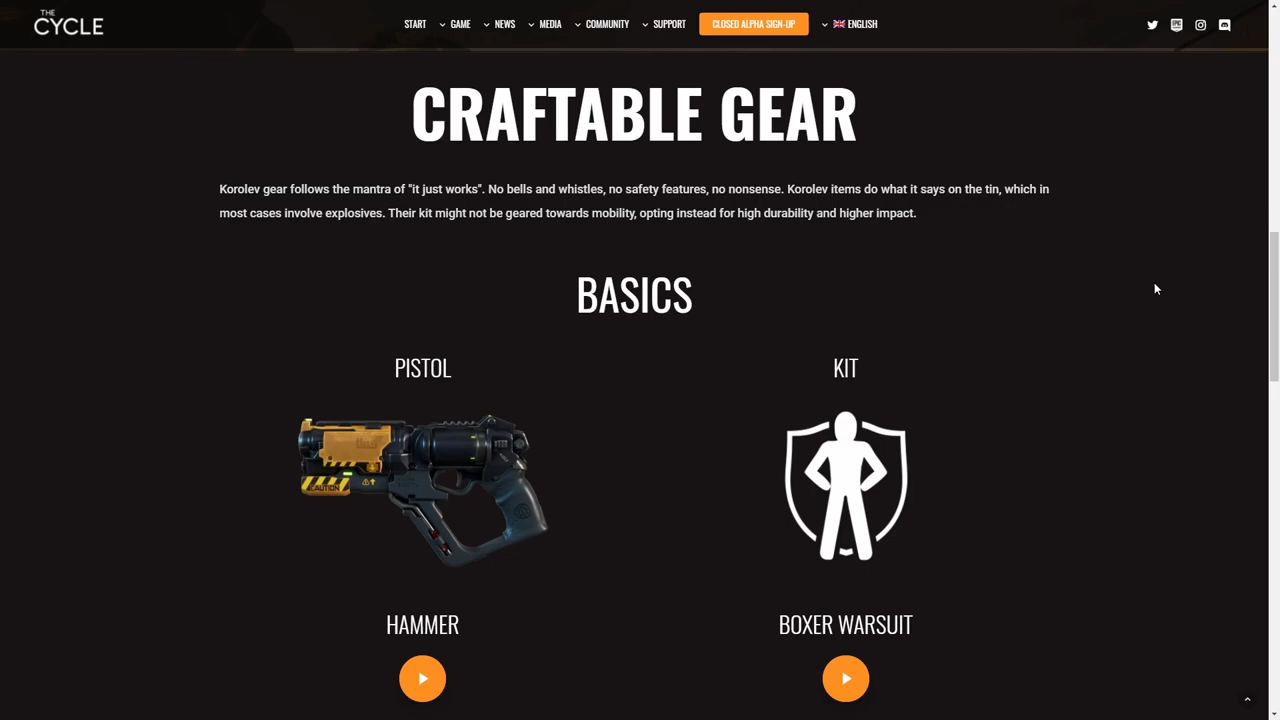 THE
CYCLE
START GAME NEWS MEDIA COMMUNITY SUPPORT CLOSED ALPHA SIGN-UP ENGLISH
CRAFTABLE GEAR
Korolev gear follows the mantra of "it just works". No bells and whistles, no safety features, no nonsense. Korolev items do what it says on the tin, which in
most cases involve explosives. Their kit might not be geared towards mobility, opting instead for high durability and higher impact.
BASICS
PISTOL
KIT
CAUTION
HAMMER
BOXER WARSUIT